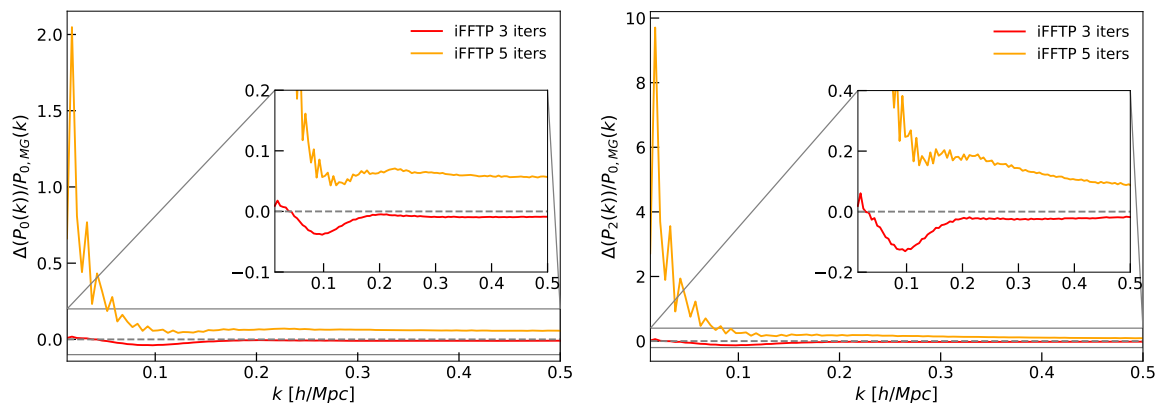 iFFTP 3 iters
iFFTP 5 iters
Δ(P₀(k))/P₀,MG(k)
2.0
1.5
1.0
0.5
0.0
0.2
0.1
0.0
−0.1
0.1 0.2 0.3 0.4 0.5
0.1 0.2 0.3 0.4 0.5
k [h/Mpc]
iFFTP 3 iters
iFFTP 5 iters
Δ(P₂(k))/P₀,MG(k)
10
8
6
4
2
0
0.4
0.2
0.0
−0.2
0.1 0.2 0.3 0.4 0.5
0.1 0.2 0.3 0.4 0.5
k [h/Mpc]